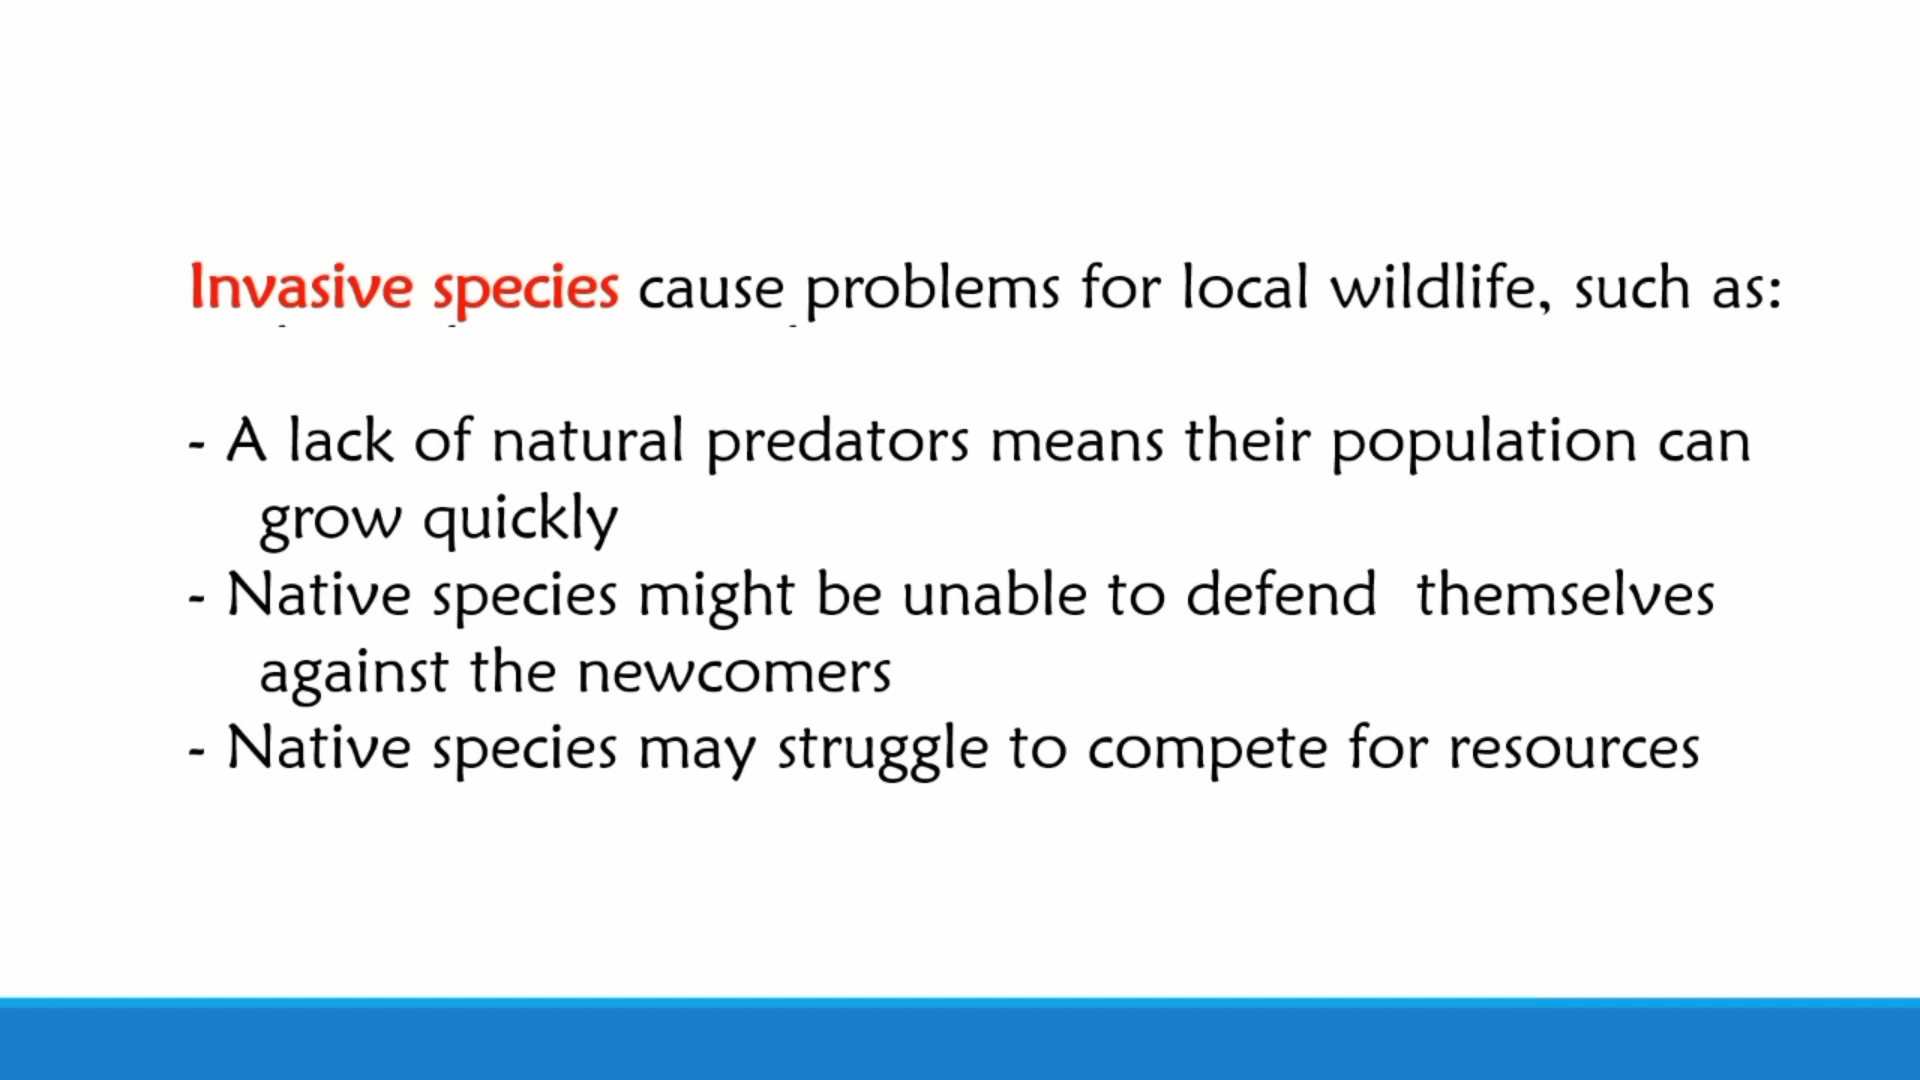 Invasive species cause problems for local wildlife, such as:
- A lack of natural predators means their population can
grow quickly
- Native species might be unable to defend  themselves
against the newcomers
- Native species may struggle to compete for resources